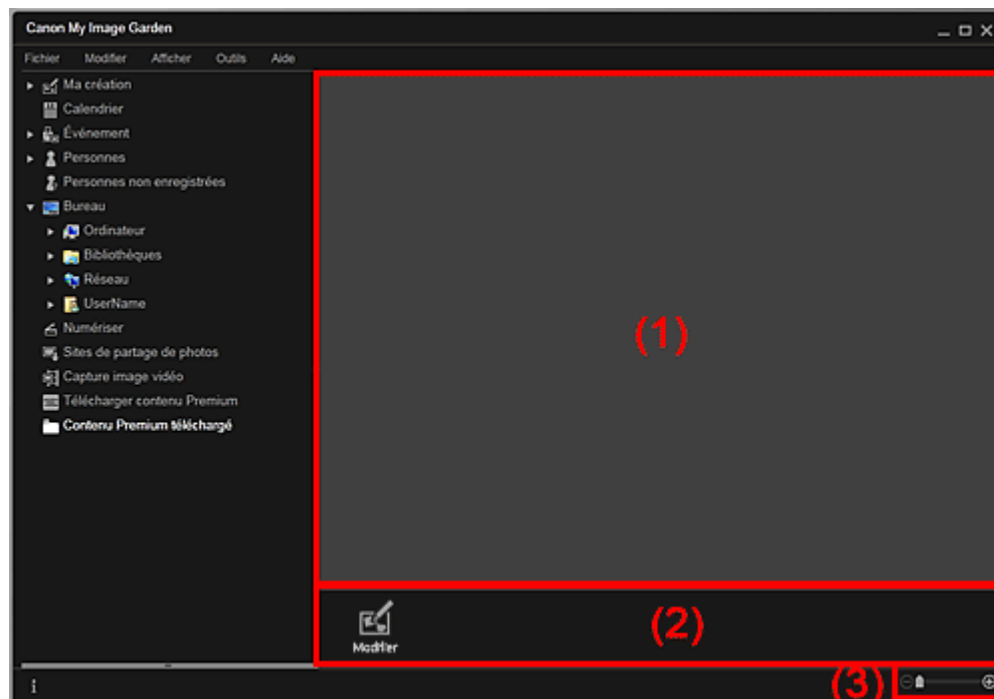 Canon My Image Garden
Fichier Modifier Afficher Outils Aide
Ma création
Calendrier
Événement
Personnes
Personnes non enregistrées
Bureau
Ordinateur
Bibliothèques
Réseau
UserName
Numériser
Sites de partage de photos
Capture image vidéo
Télécharger contenu Premium
Contenu Premium téléchargé
(1)
(2)
Modifier
(3)